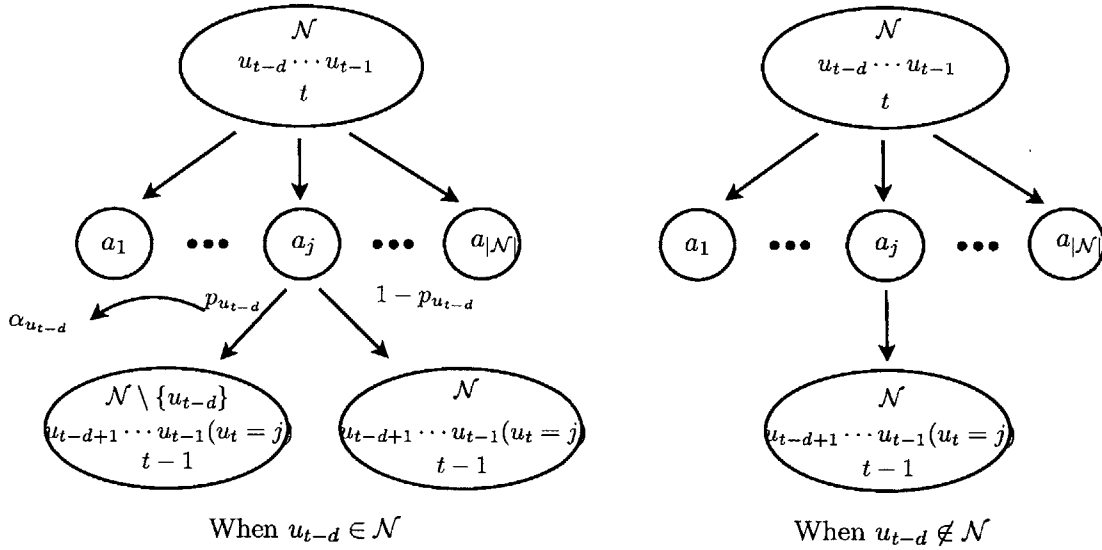 𝒩 𝒩
u_{t−d} ⋯ u_{t−1} u_{t−d} ⋯ u_{t−1}
t t
a_1 ••• a_j ••• a_{|𝒩|} a_1 ••• a_j ••• a_{|𝒩|}
α_{u_{t−d}} p_{u_{t−d}} 1 − p_{u_{t−d}}
𝒩 \ {u_{t−d}} 𝒩 𝒩
u_{t−d+1} ⋯ u_{t−1}(u_t = j) u_{t−d+1} ⋯ u_{t−1}(u_t = j) u_{t−d+1} ⋯ u_{t−1}(u_t = j)
t − 1 t − 1 t − 1
When u_{t−d} ∈ 𝒩 When u_{t−d} ∉ 𝒩